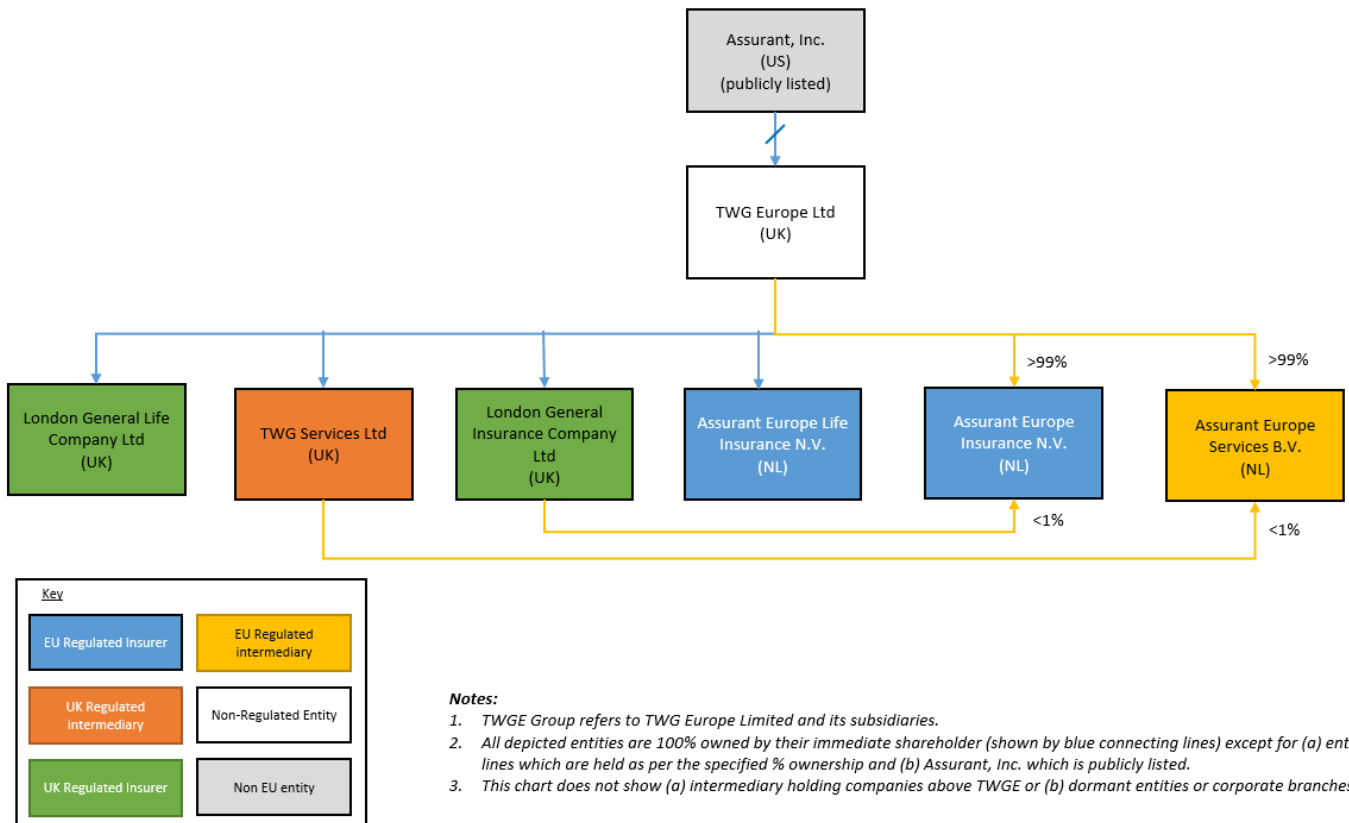 Assurant, Inc.
(US)
(publicly listed)
TWG Europe Ltd
(UK)
>99%
>99%
London General Life
Company Ltd
(UK)
TWG Services Ltd
(UK)
London General
Insurance Company
Ltd
(UK)
Assurant Europe Life
Insurance N.V.
(NL)
Assurant Europe
Insurance N.V.
(NL)
Assurant Europe
Services B.V.
(NL)
<1%
<1%
Key
EU Regulated Insurer
EU Regulated
intermediary
UK Regulated
intermediary
Non-Regulated Entity
UK Regulated Insurer
Non EU entity
Notes:
1. TWGE Group refers to TWG Europe Limited and its subsidiaries.
2. All depicted entities are 100% owned by their immediate shareholder (shown by blue connecting lines) except for (a) ent
lines which are held as per the specified % ownership and (b) Assurant, Inc. which is publicly listed.
3. This chart does not show (a) intermediary holding companies above TWGE or (b) dormant entities or corporate branches